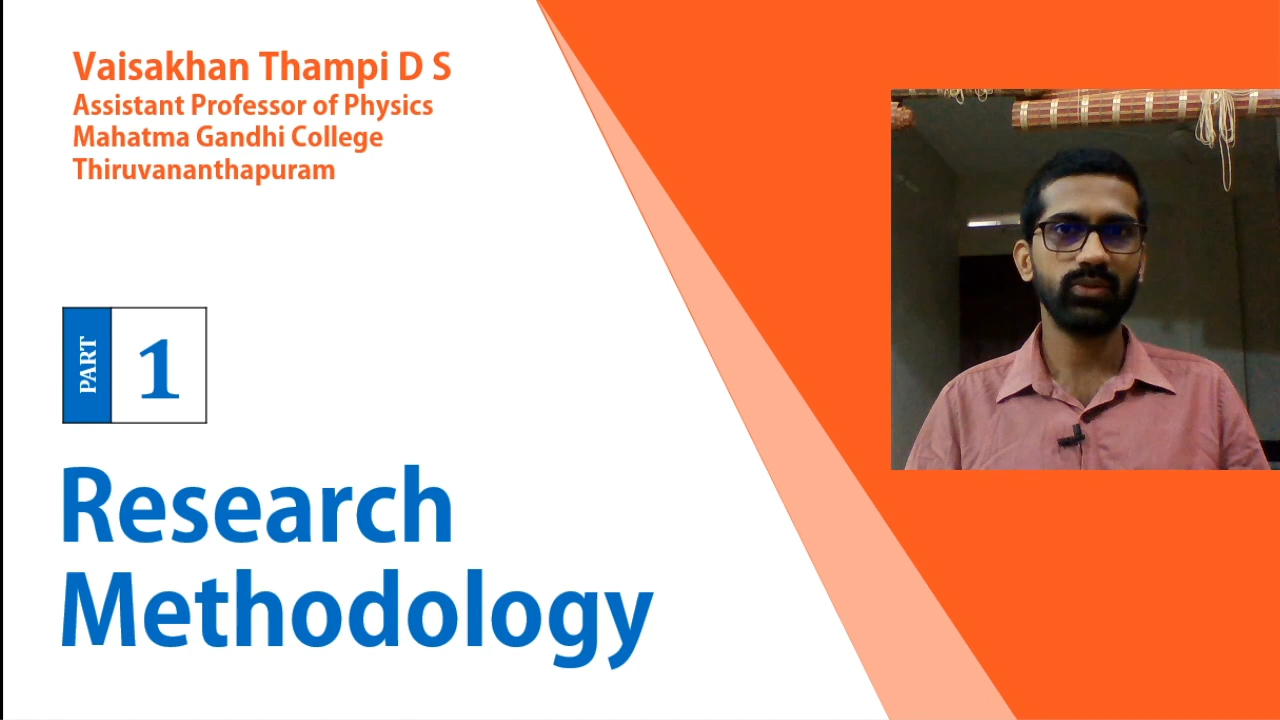 Vaisakhan Thampi D S
Assistant Professor of Physics
Mahatma Gandhi College
Thiruvananthapuram
PART 1
Research
Methodology